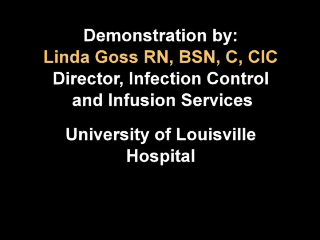 Demonstration by:
Linda Goss RN, BSN, C, CIC
Director, Infection Control
and Infusion Services
University of Louisville
Hospital